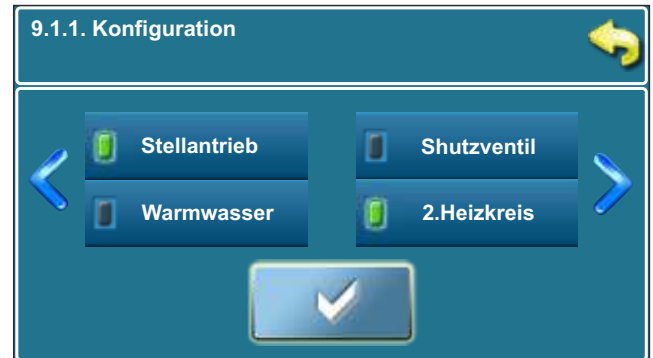 9.1.1. Konfiguration
Stellantrieb
Shutzventil
Warmwasser
2.Heizkreis